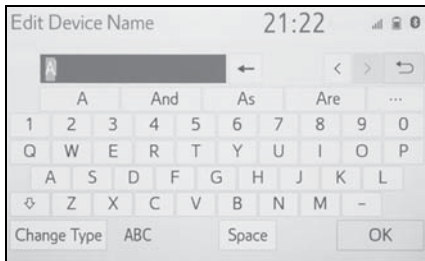 Edit Device Name 21:22
A ← < > ⮌
A And As Are ...
1 2 3 4 5 6 7 8 9 0
Q W E R T Y U I O P
A S D F G H J K L
Z X C V B N M -
Change Type ABC Space OK